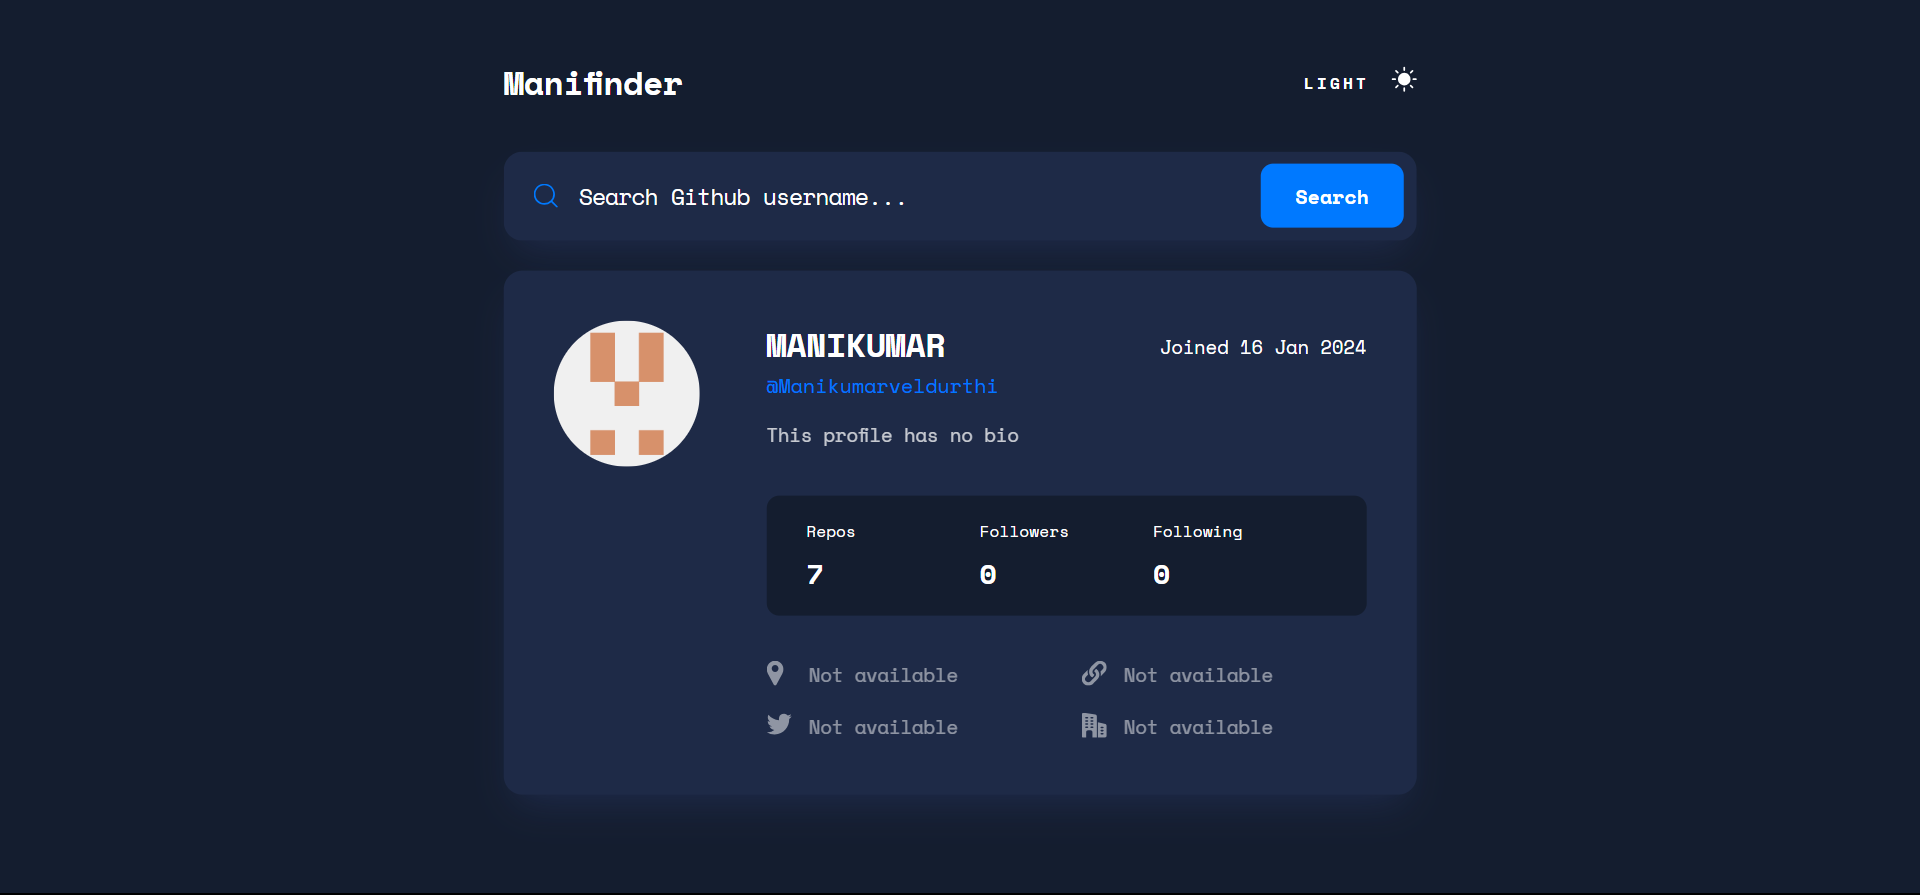 Manifinder
LIGHT
Search Github username...
Search
MANIKUMAR
Joined 16 Jan 2024
@Manikumarveldurthi
This profile has no bio
Repos
Followers
Following
7
0
0
Not available
Not available
Not available
Not available